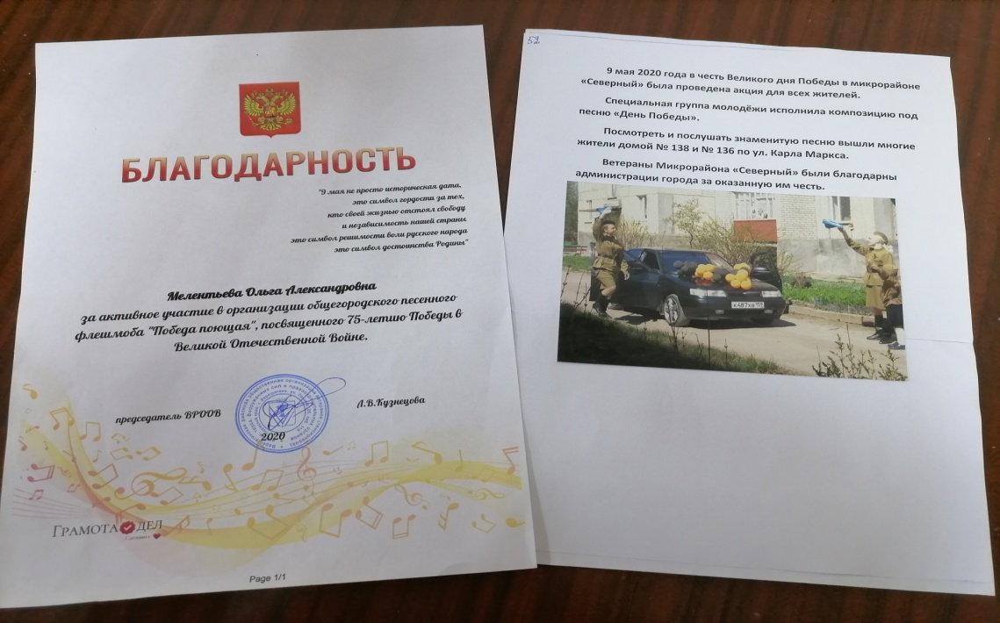 БЛАГОДАРНОСТЬ
"9 мая не просто историческая дата,
это символ гордости за тех,
кто своей жизнью отстоял свободу
и независимость нашей страны
это символ решимости воли русского народа
это символ достоинства Родины"
Мелентьева Ольга Александровна
за активное участие в организации общегородского песенного
флешмоба "Победа поющая", посвященного 75-летию Победы в
Великой Отечественной Войне.
председатель ВРООВ
Л.В.Кузнецова
2020
ГРАМОТА ДЕЛ
Page 1/1
52
9 мая 2020 года в честь Великого дня Победы в микрорайоне
«Северный» была проведена акция для всех жителей.
Специальная группа молодёжи исполнила композицию под
песню «День Победы».
Посмотреть и послушать знаменитую песню вышли многие
жители домой № 138 и № 136 по ул. Карла Маркса.
Ветераны Микрорайона «Северный» были благодарны
администрации города за оказанную им честь.